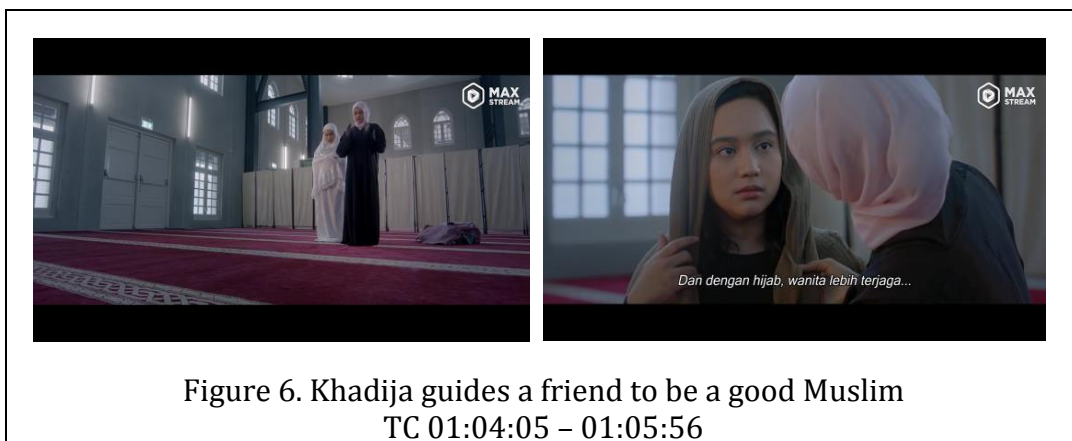 MAX
STREAM
MAX
STREAM
Dan dengan hijab, wanita lebih terjaga...
Figure 6. Khadija guides a friend to be a good Muslim
TC 01:04:05 – 01:05:56